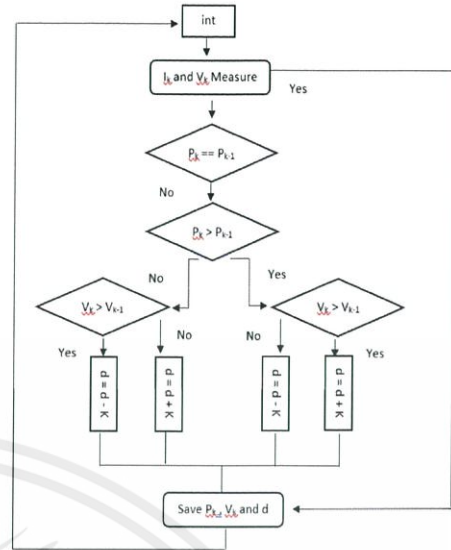 int
Ik and Vk Measure
Yes
Pk == Pk-1
No
Pk > Pk-1
No
Yes
Vk > Vk-1
Vk > Vk-1
Yes
No
No
Yes
d = d - K
d = d + K
d = d - K
d = d + K
Save Pk , Vk and d